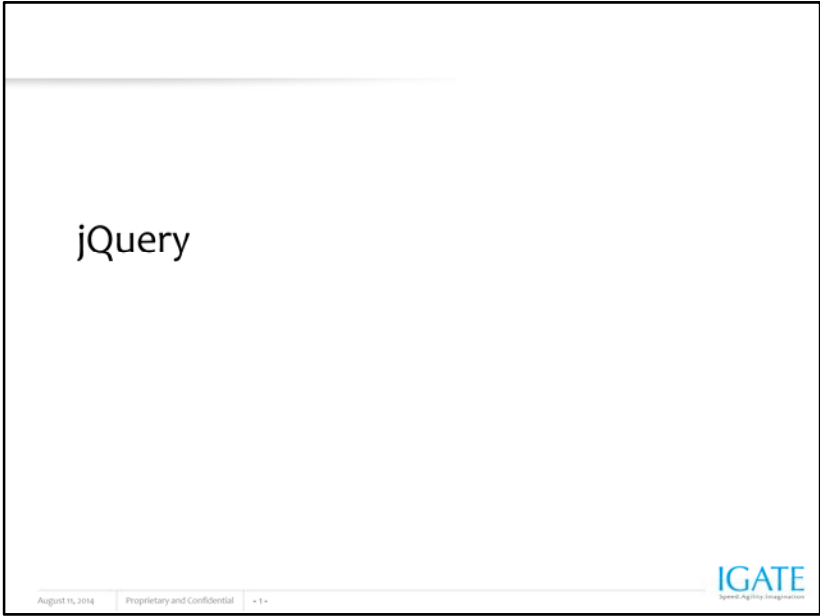 jQuery
August 11, 2014 Proprietary and Confidential - 1 -
IGATE
Speed.Agility.Imagination